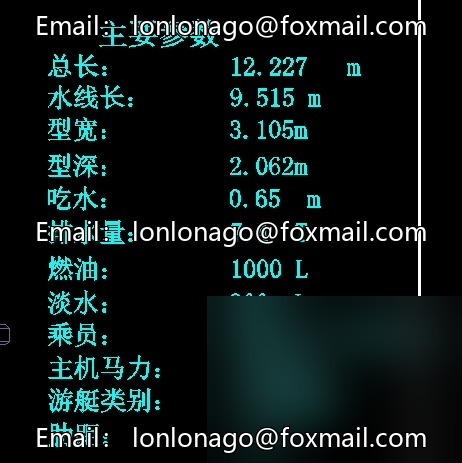 Email: lonlonago@foxmail.com
主要参数
总长: 12.227 m
水线长: 9.515 m
型宽: 3.105m
型深: 2.062m
吃水: 0.65 m
Email: lonlonago@foxmail.com
燃油: 1000 L
淡水:
乘员:
主机马力:
游艇类别:
Email: lonlonago@foxmail.com